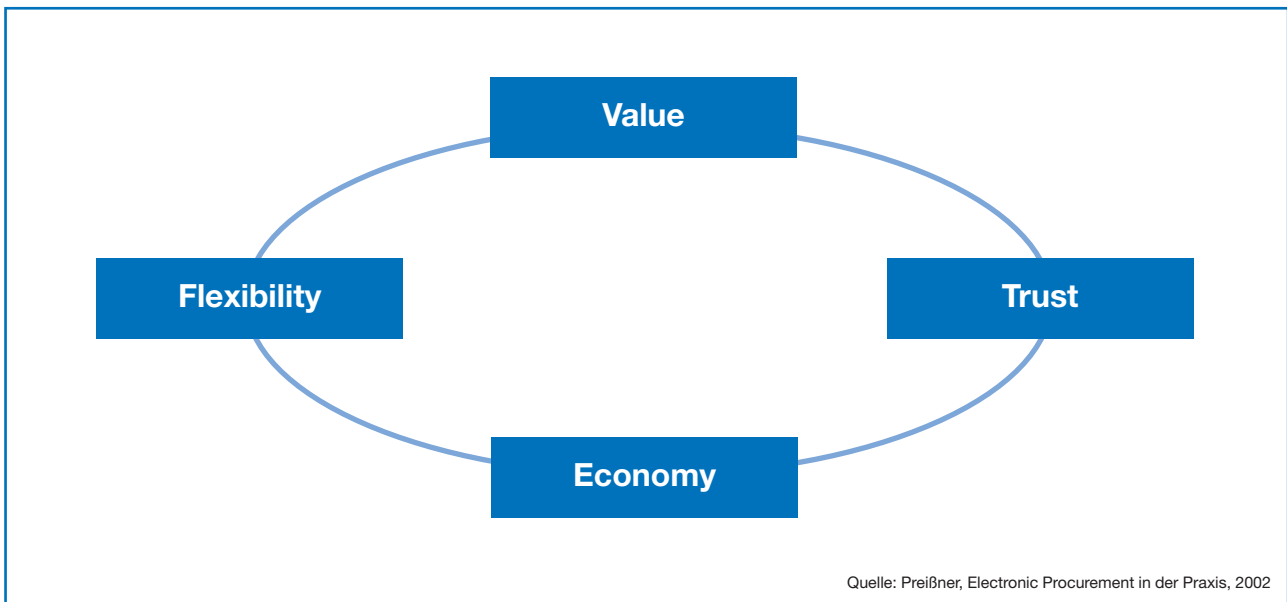 Value
Flexibility
Trust
Economy
Quelle: Preißner, Electronic Procurement in der Praxis, 2002